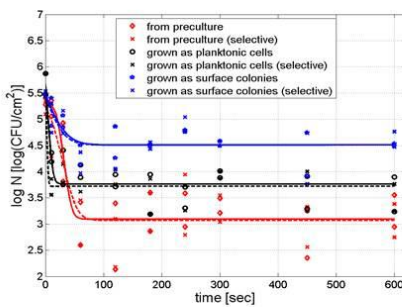 log N [log(CFU/cm²)]
7
6.5
6
5.5
5
4.5
4
3.5
3
2.5
2
from preculture
from preculture (selective)
grown as planktonic cells
grown as planktonic cells (selective)
grown as surface colonies
grown as surface colonies (selective)
0 100 200 300 400 500 600
time [sec]